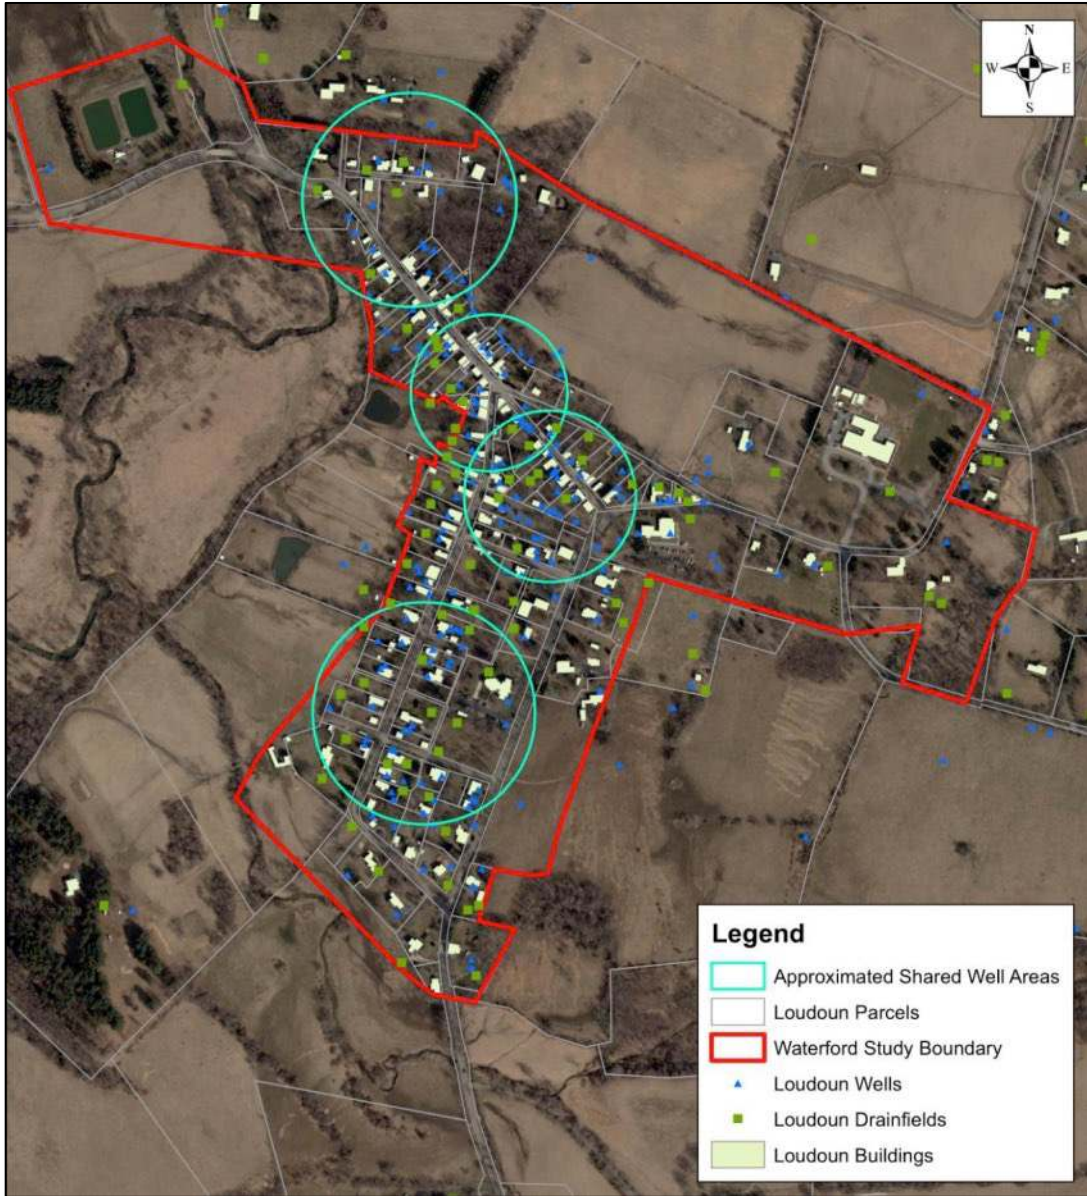 N
W E
S
Legend
Approximated Shared Well Areas
Loudoun Parcels
Waterford Study Boundary
Loudoun Wells
Loudoun Drainfields
Loudoun Buildings